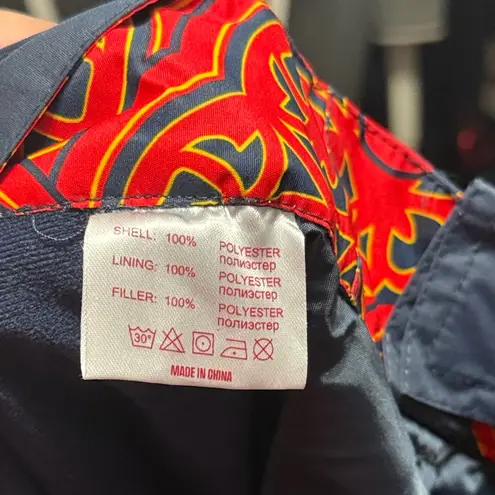 SHELL: 100% POLYESTER
полиэстер
LINING: 100% POLYESTER
полиэстер
FILLER: 100% POLYESTER
полиэстер
30°
MADE IN CHINA